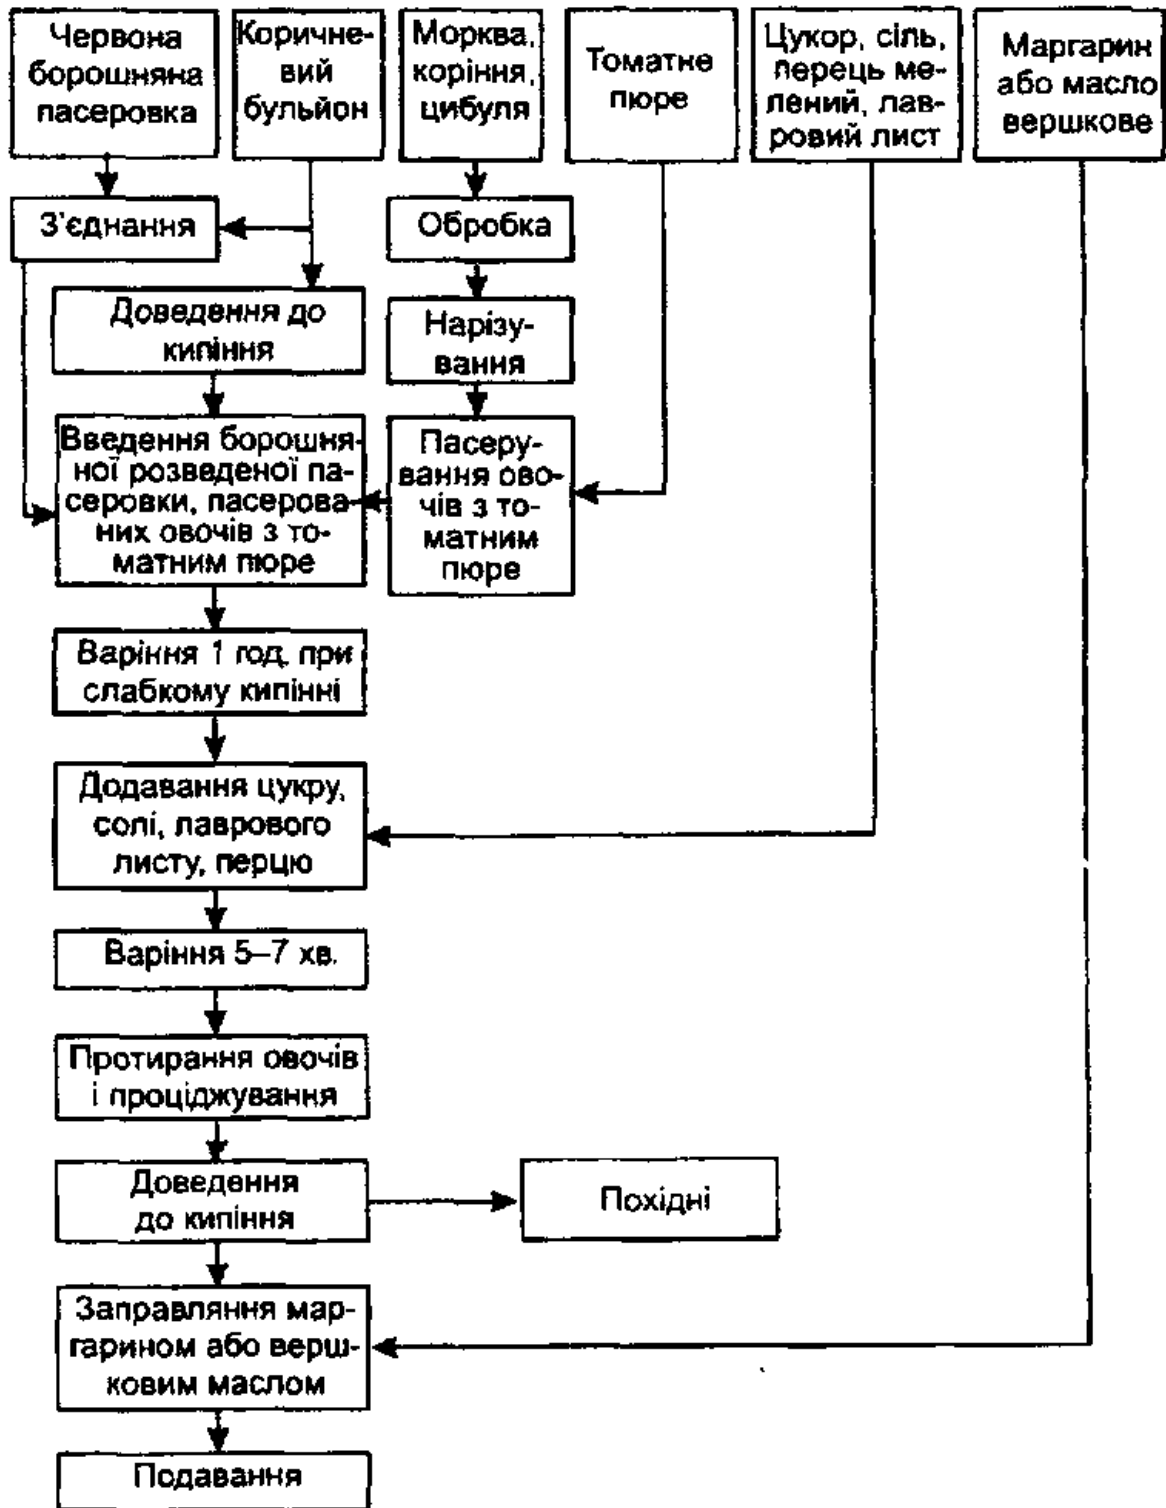 Червона
борошняна
пасеровка
Коричне-
вий
бульйон
Морква,
коріння,
цибуля
Томатне
пюре
Цукор, сіль,
перець ме-
лений, лав-
ровий лист
Маргарин
або масло
вершкове
З'єднання
Обробка
Доведення до
кипіння
Нарізу-
вання
Введення борошня-
ної розведеної па-
серовки, пасерова-
них овочів з то-
матним пюре
Пасеру-
вання ово-
чів з то-
матним
пюре
Варіння 1 год. при
слабкому кипінні
Додавання цукру,
солі, лаврового
листу, перцю
Варіння 5–7 хв.
Протирання овочів
і проціджування
Доведення
до кипіння
Похідні
Заправляння мар-
гарином або верш-
ковим маслом
Подавання